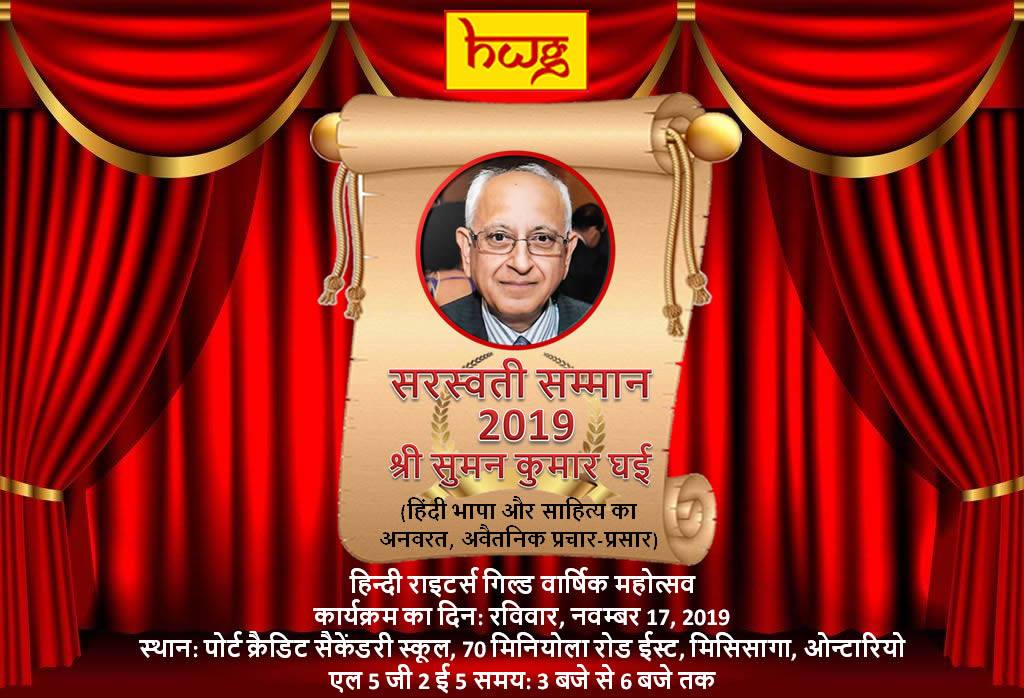 hwg
सरस्वती सम्मान
2019
श्री सुमन कुमार घई
(हिंदी भाषा और साहित्य का
अनवरत, अवैतनिक प्रचार-प्रसार)
हिन्दी राइटर्स गिल्ड वार्षिक महोत्सव
कार्यक्रम का दिन: रविवार, नवम्बर 17, 2019
स्थान: पोर्ट क्रैडिट सैकेंडरी स्कूल, 70 मिनियोला रोड ईस्ट, मिसिसागा, ओन्टारियो
एल 5 जी 2 ई 5 समय: 3 बजे से 6 बजे तक